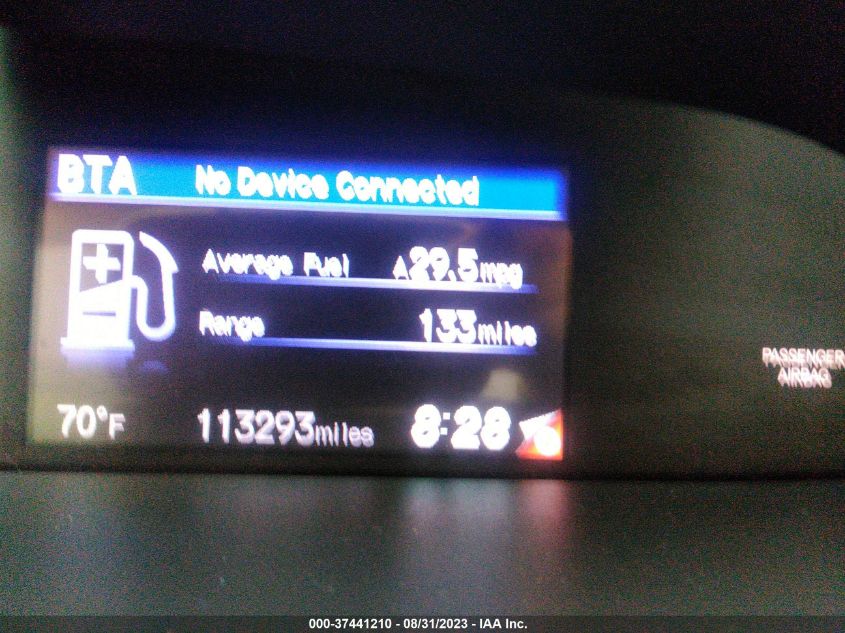 BTA No Device Connected
Average Fuel A29.5mpg
Range 133miles
70°F 113293miles 8:28
PASSENGER
AIRBAG
000-37441210 - 08/31/2023 - IAA Inc.